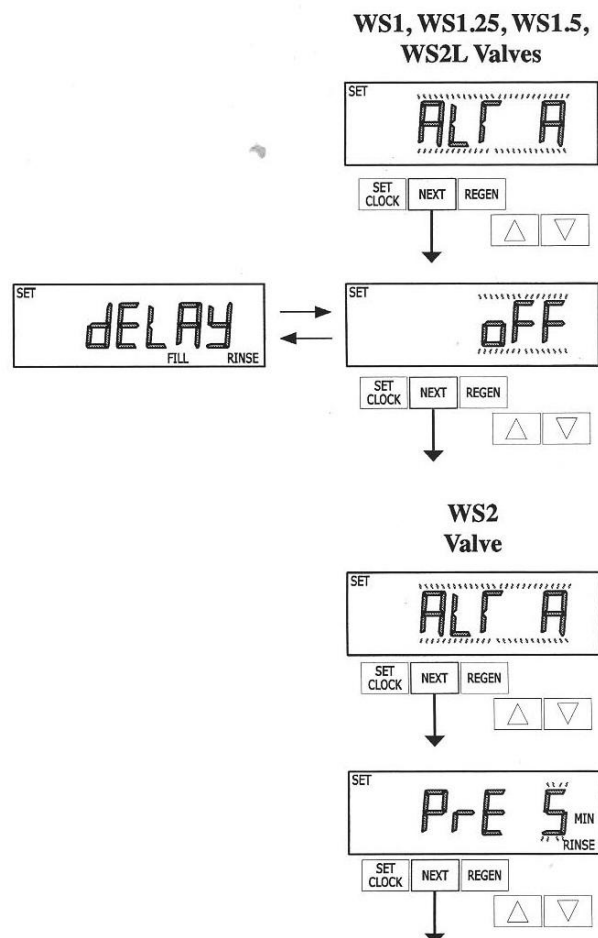 WS1, WS1.25, WS1.5,
WS2L Valves
SET
ALT A
SET
CLOCK
NEXT
REGEN
SET
dELAY
FILL
RINSE
SET
oFF
SET
CLOCK
NEXT
REGEN
WS2
Valve
SET
ALT A
SET
CLOCK
NEXT
REGEN
SET
PrE 5
MIN
RINSE
SET
CLOCK
NEXT
REGEN